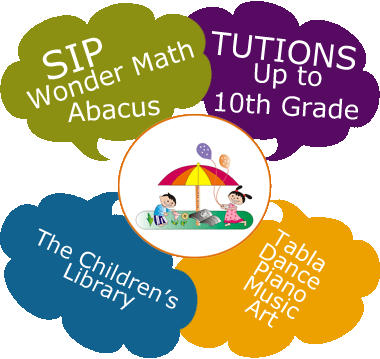 SIP
Wonder Math
Abacus
TUTIONS
Up to
10th Grade
The Children's
Library
Tabla
Dance
Piano
Music
Art